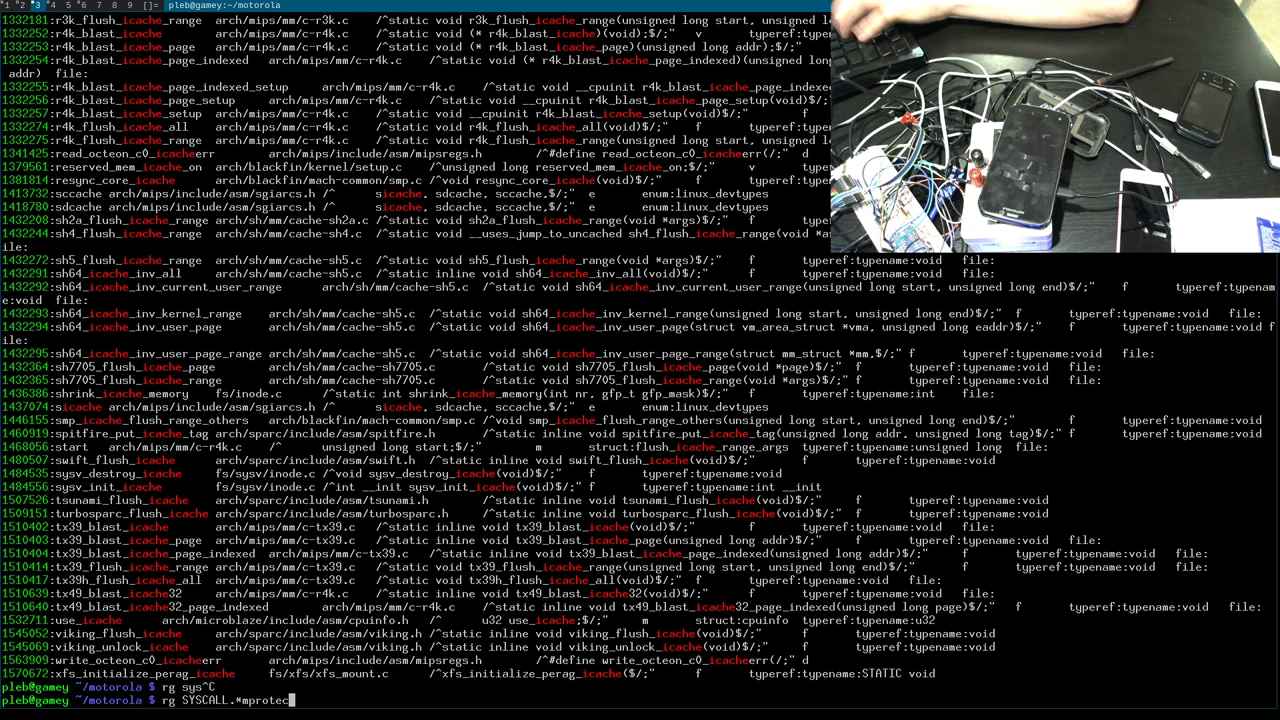 1 2 3 4 5 6 7 8 9 []= pleb@gamey:~/motorola
1332181:r3k_flush_icache_range arch/mips/mm/c-r3k.c /^static void r3k_flush_icache_range(unsigned long start, unsigned
1332252:r4k_blast_icache arch/mips/mm/c-r4k.c /^static void (* r4k_blast_icache)(void);$/;" v typeref:typ
1332253:r4k_blast_icache_page arch/mips/mm/c-r4k.c /^static void (* r4k_blast_icache_page)(unsigned long addr);$/;"
1332254:r4k_blast_icache_page_indexed arch/mips/mm/c-r4k.c /^static void (* r4k_blast_icache_page_indexed)(unsigned l
addr) file:
1332255:r4k_blast_icache_page_indexed_setup arch/mips/mm/c-r4k.c /^static void __cpuinit r4k_blast_icache_page_indexe
1332256:r4k_blast_icache_page_setup arch/mips/mm/c-r4k.c /^static void __cpuinit r4k_blast_icache_page_setup(void)$/;"
1332257:r4k_blast_icache_setup arch/mips/mm/c-r4k.c /^static void __cpuinit r4k_blast_icache_setup(void)$/;" f
1332274:r4k_flush_icache_all arch/mips/mm/c-r4k.c /^static void r4k_flush_icache_all(void)$/;" f typeref:t
1332275:r4k_flush_icache_range arch/mips/mm/c-r4k.c /^static void r4k_flush_icache_range(unsigned long start, unsigned
1341425:read_octeon_c0_icacheerr arch/mips/include/asm/mipsregs.h /^#define read_octeon_c0_icacheerr(/;" d
1379561:reserved_mem_icache_on arch/blackfin/kernel/setup.c /^unsigned long reserved_mem_icache_on;$/;" v typeref:t
1381814:resync_core_icache arch/blackfin/mach-common/smp.c /^void resync_core_icache(void)$/;" f typeref:typ
1413732:sccache arch/mips/include/asm/sgiarcs.h /^ sicache, sdcache, sccache,$/;" e enum:linux_devtypes
1418780:sdcache arch/mips/include/asm/sgiarcs.h /^ sicache, sdcache, sccache,$/;" e enum:linux_devtypes
1432208:sh2a_flush_icache_range arch/sh/mm/cache-sh2a.c /^static void sh2a_flush_icache_range(void *args)$/;" f
1432244:sh4_flush_icache_range arch/sh/mm/cache-sh4.c /^static void __uses_jump_to_uncached sh4_flush_icache_range(void *ar
ile:
1432272:sh5_flush_icache_range arch/sh/mm/cache-sh5.c /^static void sh5_flush_icache_range(void *args)$/;" f typeref:typename:void file:
1432291:sh64_icache_inv_all arch/sh/mm/cache-sh5.c /^static inline void sh64_icache_inv_all(void)$/;" f typeref:typename:void file:
1432292:sh64_icache_inv_current_user_range arch/sh/mm/cache-sh5.c /^static void sh64_icache_inv_current_user_range(unsigned long start, unsigned long end)$/;" f typeref:typenam
e:void file:
1432293:sh64_icache_inv_kernel_range arch/sh/mm/cache-sh5.c /^static void sh64_icache_inv_kernel_range(unsigned long start, unsigned long end)$/;" f typeref:typename:void file:
1432294:sh64_icache_inv_user_page arch/sh/mm/cache-sh5.c /^static void sh64_icache_inv_user_page(struct vm_area_struct *vma, unsigned long eaddr)$/;" f typeref:typename:void f
ile:
1432295:sh64_icache_inv_user_page_range arch/sh/mm/cache-sh5.c /^static void sh64_icache_inv_user_page_range(struct mm_struct *mm,$/;" f typeref:typename:void file:
1432364:sh7705_flush_icache_page arch/sh/mm/cache-sh7705.c /^static void sh7705_flush_icache_page(void *page)$/;" f typeref:typename:void file:
1432365:sh7705_flush_icache_range arch/sh/mm/cache-sh7705.c /^static void sh7705_flush_icache_range(void *args)$/;" f typeref:typename:void file:
1436386:shrink_icache_memory fs/inode.c /^static int shrink_icache_memory(int nr, gfp_t gfp_mask)$/;" f typeref:typename:int file:
1437074:sicache arch/mips/include/asm/sgiarcs.h /^ sicache, sdcache, sccache,$/;" e enum:linux_devtypes
1446155:smp_icache_flush_range_others arch/blackfin/mach-common/smp.c /^void smp_icache_flush_range_others(unsigned long start, unsigned long end)$/;" f typeref:typename:void
1460919:spitfire_put_icache_tag arch/sparc/include/asm/spitfire.h /^static inline void spitfire_put_icache_tag(unsigned long addr, unsigned long tag)$/;" f typeref:typename:void
1468056:start arch/mips/mm/c-r4k.c /^ unsigned long start;$/;" m struct:flush_icache_range_args typeref:typename:unsigned long file:
1480507:swift_flush_icache arch/sparc/include/asm/swift.h /^static inline void swift_flush_icache(void)$/;" f typeref:typename:void
1484535:sysv_destroy_icache fs/sysv/inode.c /^void sysv_destroy_icache(void)$/;" f typeref:typename:void
1484556:sysv_init_icache fs/sysv/inode.c /^int __init sysv_init_icache(void)$/;" f typeref:typename:int __init
1507526:tsunami_flush_icache arch/sparc/include/asm/tsunami.h /^static inline void tsunami_flush_icache(void)$/;" f typeref:typename:void
1509151:turbosparc_flush_icache arch/sparc/include/asm/turbosparc.h /^static inline void turbosparc_flush_icache(void)$/;" f typeref:typename:void
1510402:tx39_blast_icache arch/mips/mm/c-tx39.c /^static inline void tx39_blast_icache(void)$/;" f typeref:typename:void file:
1510403:tx39_blast_icache_page arch/mips/mm/c-tx39.c /^static inline void tx39_blast_icache_page(unsigned long addr)$/;" f typeref:typename:void file:
1510404:tx39_blast_icache_page_indexed arch/mips/mm/c-tx39.c /^static inline void tx39_blast_icache_page_indexed(unsigned long addr)$/;" f typeref:typename:void file:
1510414:tx39_flush_icache_range arch/mips/mm/c-tx39.c /^static void tx39_flush_icache_range(unsigned long start, unsigned long end)$/;" f typeref:typename:void file:
1510417:tx39h_flush_icache_all arch/mips/mm/c-tx39.c /^static void tx39h_flush_icache_all(void)$/;" f typeref:typename:void file:
1510639:tx49_blast_icache32 arch/mips/mm/c-r4k.c /^static inline void tx49_blast_icache32(void)$/;" f typeref:typename:void file:
1510640:tx49_blast_icache32_page_indexed arch/mips/mm/c-r4k.c /^static inline void tx49_blast_icache32_page_indexed(unsigned long page)$/;" f typeref:typename:void file:
1532711:use_icache arch/microblaze/include/asm/cpuinfo.h /^ u32 use_icache;$/;" m struct:cpuinfo typeref:typename:u32
1545052:viking_flush_icache arch/sparc/include/asm/viking.h /^static inline void viking_flush_icache(void)$/;" f typeref:typename:void
1545069:viking_unlock_icache arch/sparc/include/asm/viking.h /^static inline void viking_unlock_icache(void)$/;" f typeref:typename:void
1563909:write_octeon_c0_icacheerr arch/mips/include/asm/mipsregs.h /^#define write_octeon_c0_icacheerr(/;" d
1570672:xfs_initialize_perag_icache fs/xfs/xfs_mount.c /^xfs_initialize_perag_icache($/;" f typeref:typename:STATIC void
pleb@gamey ~/motorola $ rg sys^C
pleb@gamey ~/motorola $ rg SYSCALL.*mprotec